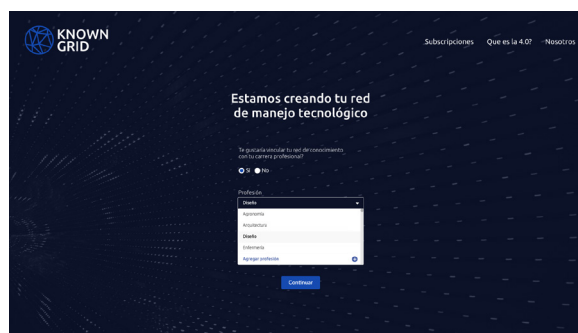 KNOWN
GRID
Subscripciones Que es la 4.0? Nosotros
Estamos creando tu red
de manejo tecnológico
Te gustaría vincular tu red de conocimiento
con tu carrera profesional?
Si No
Profesión
Diseño
Agronomía
Arquitectura
Diseño
Enfermería
Agregar profesión
Continuar